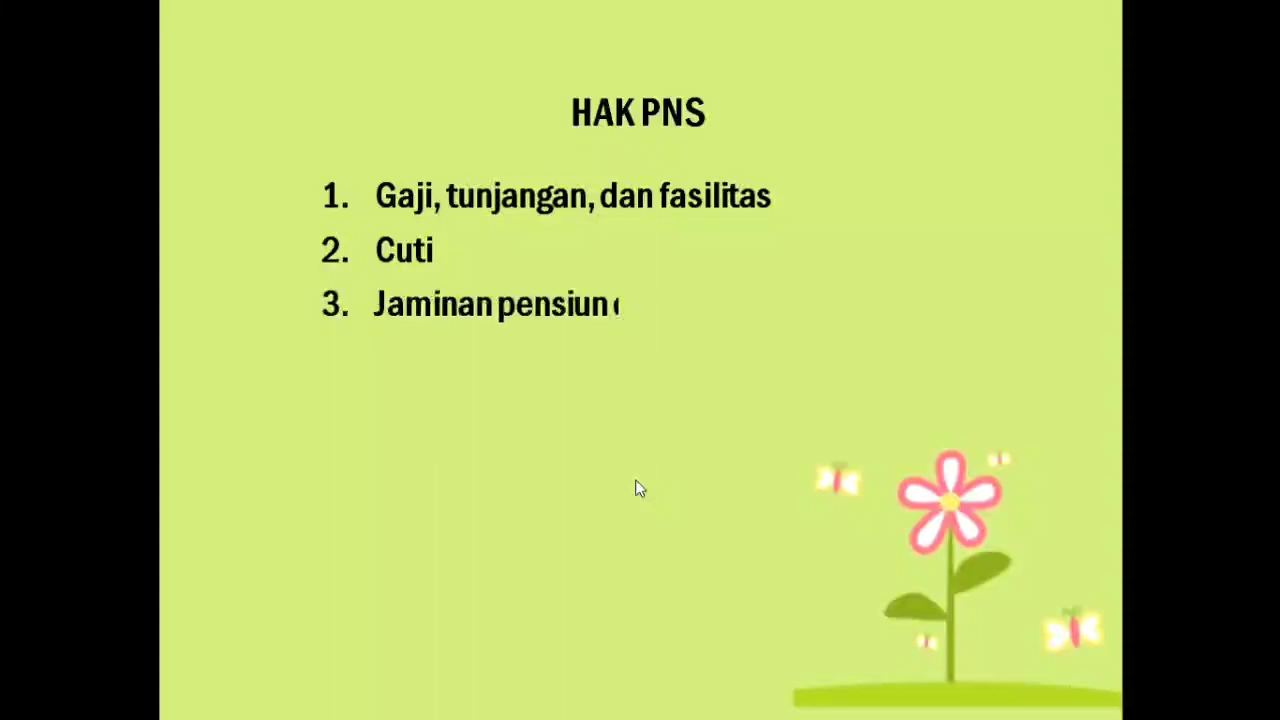 HAK PNS
1. Gaji, tunjangan, dan fasilitas
2. Cuti
3. Jaminan pensiun